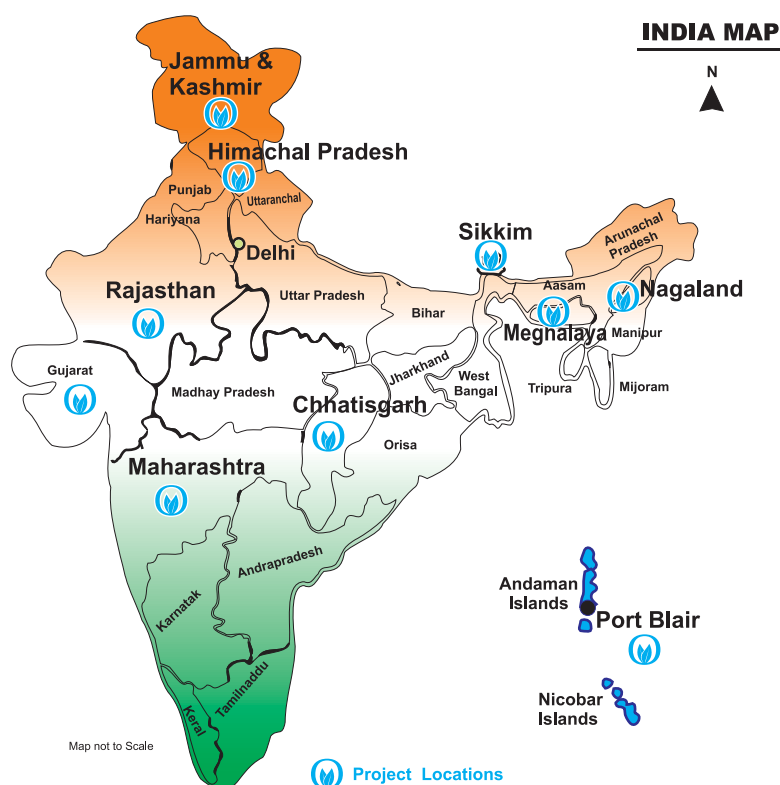 INDIA MAP
N
Jammu &
Kashmir
Himachal Pradesh
Punjab
Uttaranchal
Hariyana
Delhi
Sikkim
Arunachal
Pradesh
Rajasthan
Uttar Pradesh
Bihar
Aasam
Nagaland
Meghalaya
Manipur
Gujarat
Madhay Pradesh
Jharkhand
West
Bangal
Tripura
Mijoram
Chhatisgarh
Orisa
Maharashtra
Andrapradesh
Karnatak
Andaman
Islands
Port Blair
Tamilnaddu
Keral
Nicobar
Islands
Map not to Scale
Project Locations